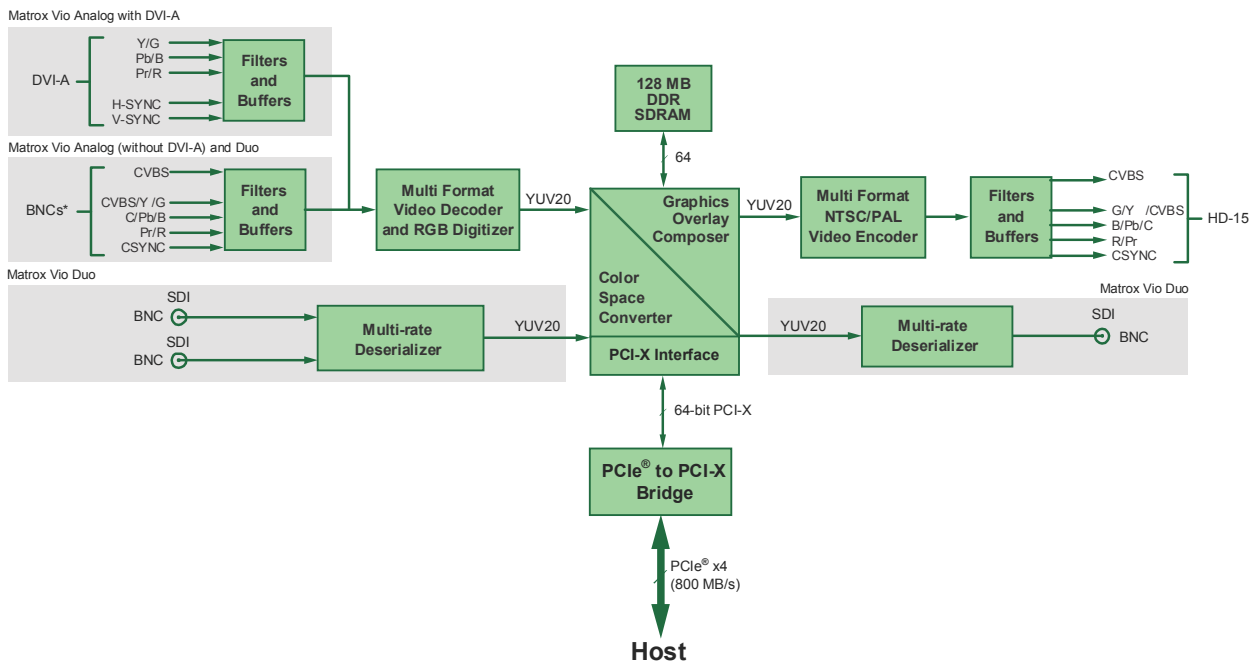 Matrox Vio Analog with DVI-A
DVI-A
Y/G
Pb/B
Pr/R
H-SYNC
V-SYNC
Filters
and
Buffers
Matrox Vio Analog (without DVI-A) and Duo
BNCs*
CVBS
CVBS/Y /G
C/Pb/B
Pr/R
CSYNC
Filters
and
Buffers
Multi Format
Video Decoder
and RGB Digitizer
YUV20
128 MB
DDR
SDRAM
64
Graphics
Overlay
Composer
Color
Space
Converter
PCI-X Interface
YUV20
Multi Format
NTSC/PAL
Video Encoder
Filters
and
Buffers
CVBS
G/Y /CVBS
B/Pb/C
R/Pr
CSYNC
HD-15
Matrox Vio Duo
SDI
BNC
SDI
BNC
Multi-rate
Deserializer
YUV20
Matrox Vio Duo
YUV20
Multi-rate
Deserializer
SDI
BNC
64-bit PCI-X
PCIe® to PCI-X
Bridge
PCIe® x4
(800 MB/s)
Host